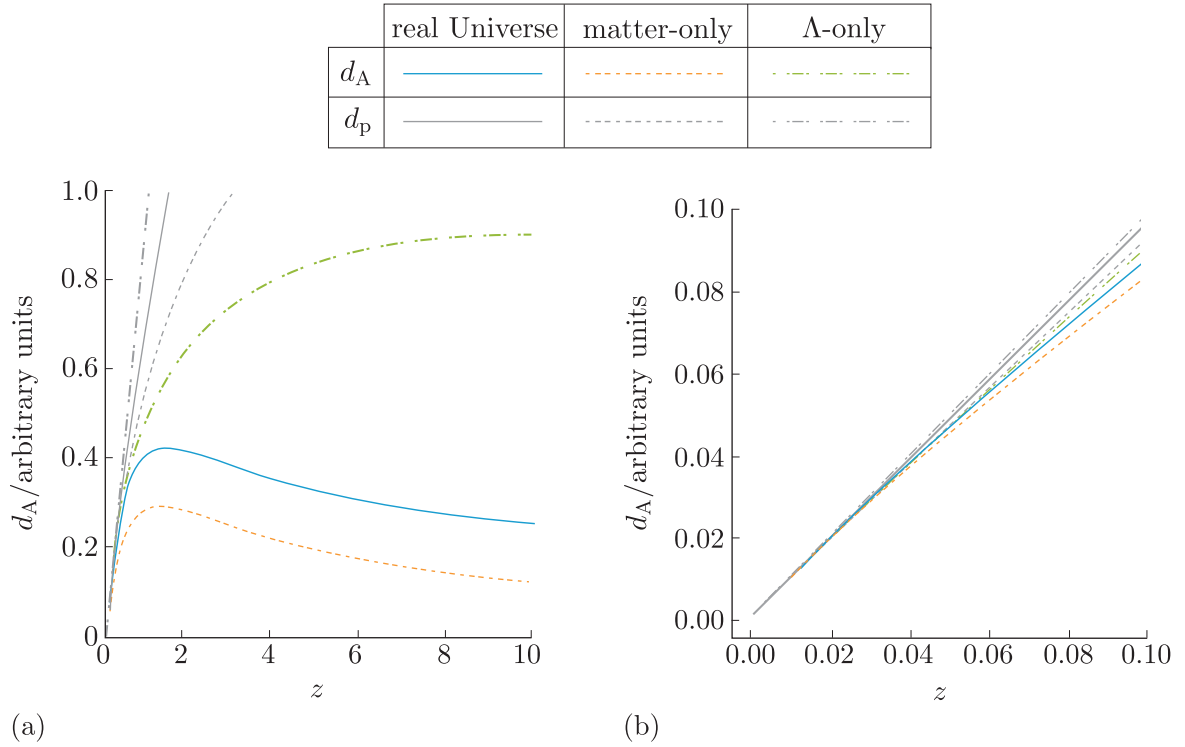 real Universe matter-only Λ-only
d_A
d_p
d_A/arbitrary units
1.0
0.8
0.6
0.4
0.2
0
0 2 4 6 8 10
z
(a)
d_A/arbitrary units
0.10
0.08
0.06
0.04
0.02
0.00
0.00 0.02 0.04 0.06 0.08 0.10
z
(b)